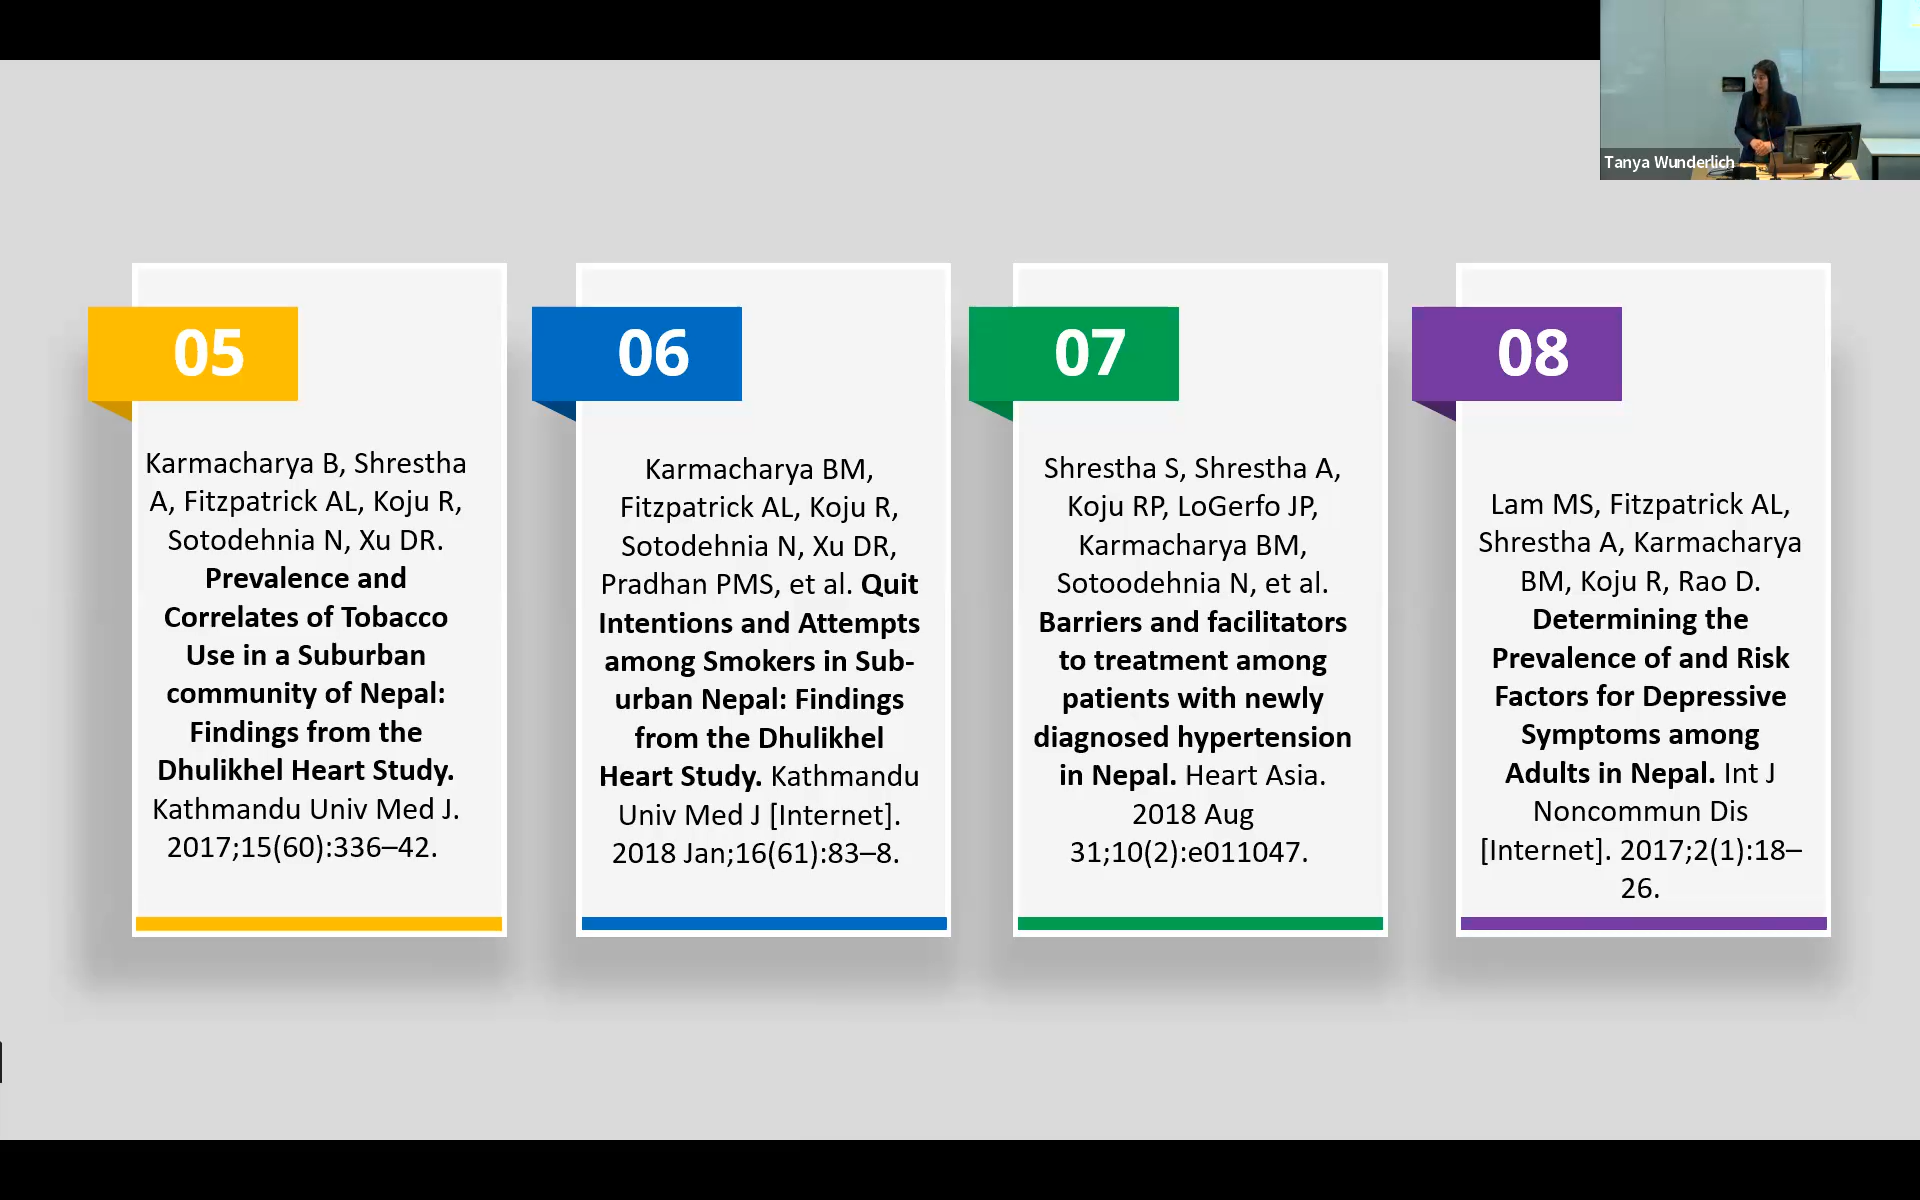 Tanya Wunderlich
05
Karmacharya B, Shrestha
A, Fitzpatrick AL, Koju R,
Sotodehnia N, Xu DR.
Prevalence and
Correlates of Tobacco
Use in a Suburban
community of Nepal:
Findings from the
Dhulikhel Heart Study.
Kathmandu Univ Med J.
2017;15(60):336–42.
06
Karmacharya BM,
Fitzpatrick AL, Koju R,
Sotodehnia N, Xu DR,
Pradhan PMS, et al. Quit
Intentions and Attempts
among Smokers in Sub-
urban Nepal: Findings
from the Dhulikhel
Heart Study. Kathmandu
Univ Med J [Internet].
2018 Jan;16(61):83–8.
07
Shrestha S, Shrestha A,
Koju RP, LoGerfo JP,
Karmacharya BM,
Sotoodehnia N, et al.
Barriers and facilitators
to treatment among
patients with newly
diagnosed hypertension
in Nepal. Heart Asia.
2018 Aug
31;10(2):e011047.
08
Lam MS, Fitzpatrick AL,
Shrestha A, Karmacharya
BM, Koju R, Rao D.
Determining the
Prevalence of and Risk
Factors for Depressive
Symptoms among
Adults in Nepal. Int J
Noncommun Dis
[Internet]. 2017;2(1):18–
26.